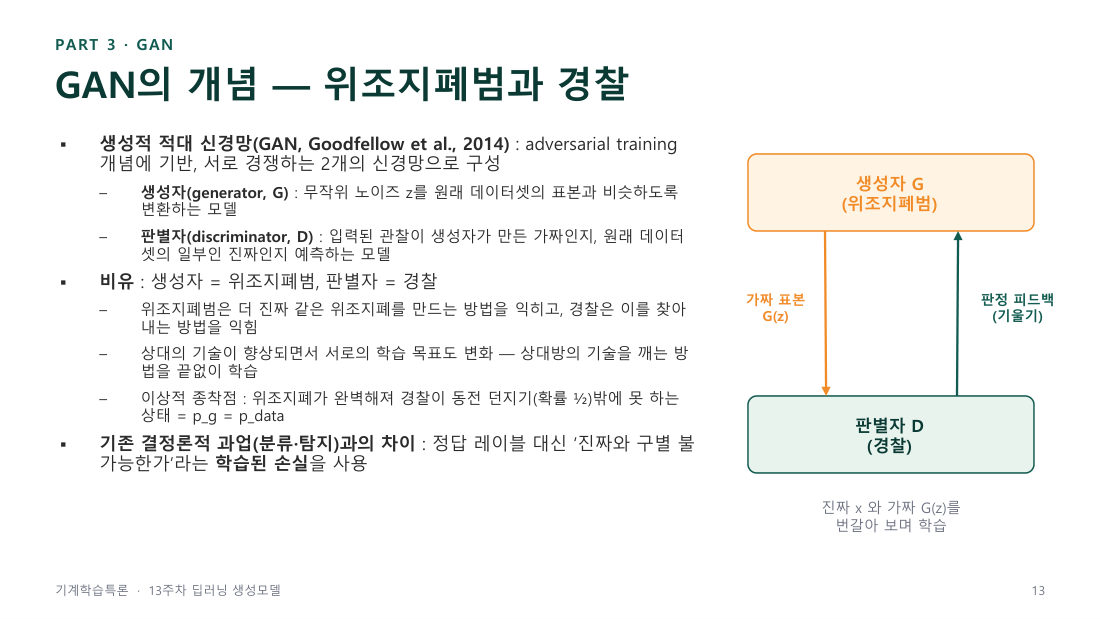 PART 3 · GAN
GAN의 개념 — 위조지폐범과 경찰
▪ 생성적 적대 신경망(GAN, Goodfellow et al., 2014) : adversarial training
개념에 기반, 서로 경쟁하는 2개의 신경망으로 구성
– 생성자(generator, G) : 무작위 노이즈 z를 원래 데이터셋의 표본과 비슷하도록
변환하는 모델
– 판별자(discriminator, D) : 입력된 관찰이 생성자가 만든 가짜인지, 원래 데이터
셋의 일부인 진짜인지 예측하는 모델
▪ 비유 : 생성자 = 위조지폐범, 판별자 = 경찰
– 위조지폐범은 더 진짜 같은 위조지폐를 만드는 방법을 익히고, 경찰은 이를 찾아
내는 방법을 익힘
– 상대의 기술이 향상되면서 서로의 학습 목표도 변화 — 상대방의 기술을 깨는 방
법을 끝없이 학습
– 이상적 종착점 : 위조지폐가 완벽해져 경찰이 동전 던지기(확률 ½)밖에 못 하는
상태 = p_g = p_data
▪ 기존 결정론적 과업(분류·탐지)과의 차이 : 정답 레이블 대신 ‘진짜와 구별 불
가능한가’라는 학습된 손실을 사용
생성자 G
(위조지폐범)
가짜 표본
G(z)
판정 피드백
(기울기)
판별자 D
(경찰)
진짜 x 와 가짜 G(z)를
번갈아 보며 학습
기계학습특론 · 13주차 딥러닝 생성모델
13